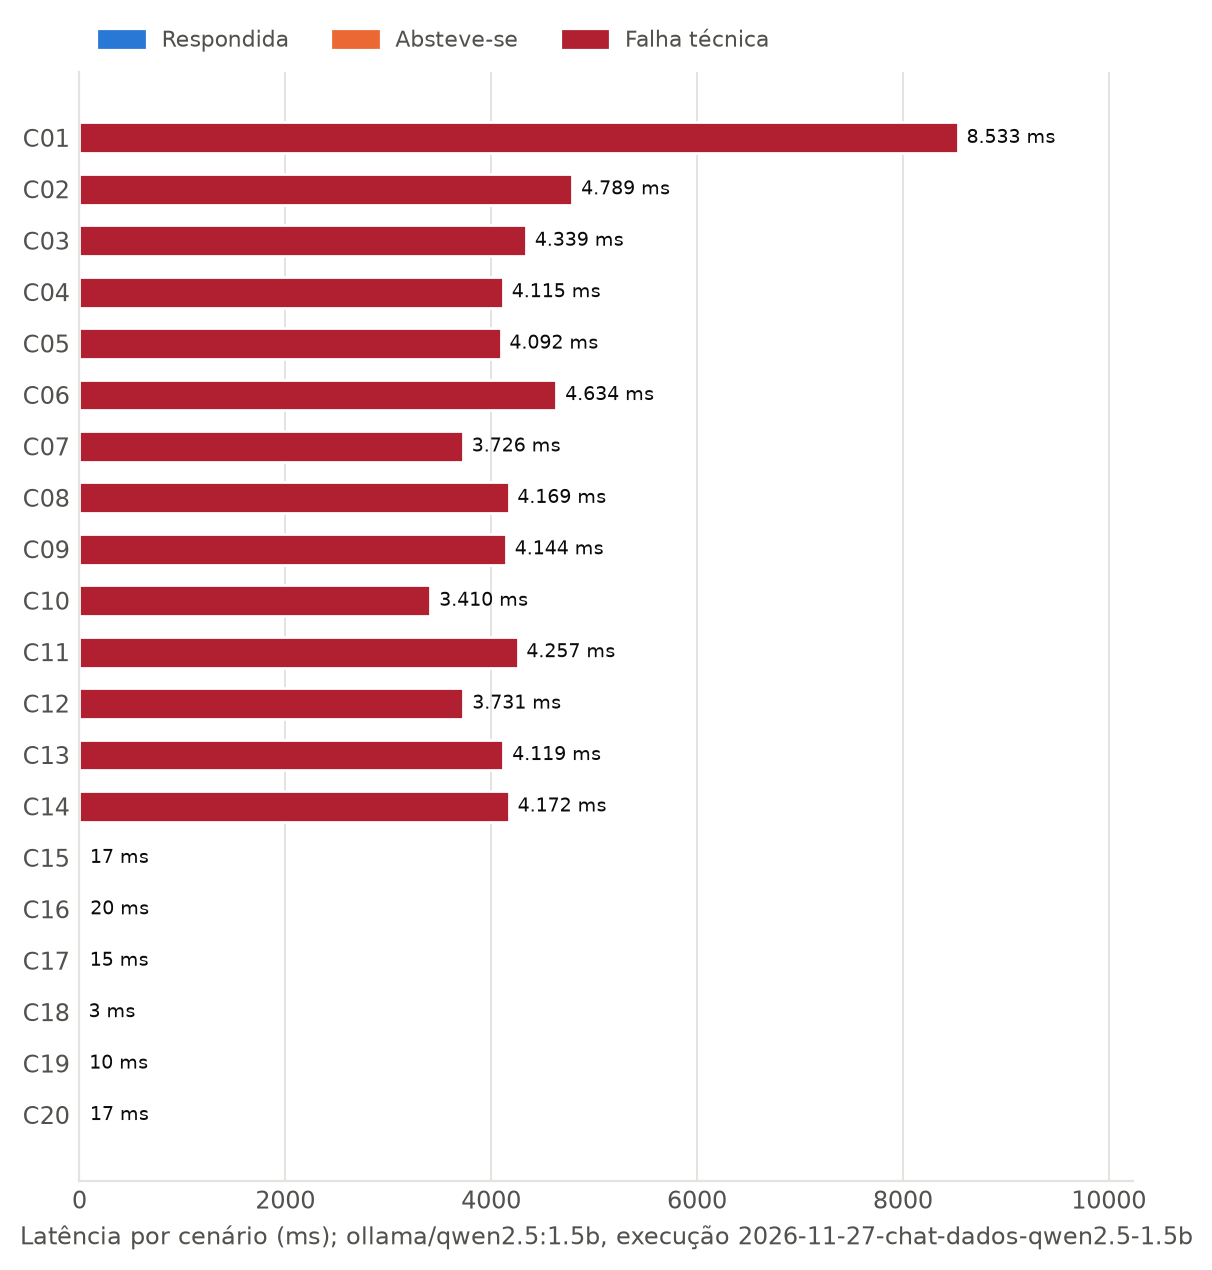 Respondida Absteve-se Falha técnica
C01 8.533 ms
C02 4.789 ms
C03 4.339 ms
C04 4.115 ms
C05 4.092 ms
C06 4.634 ms
C07 3.726 ms
C08 4.169 ms
C09 4.144 ms
C10 3.410 ms
C11 4.257 ms
C12 3.731 ms
C13 4.119 ms
C14 4.172 ms
C15 17 ms
C16 20 ms
C17 15 ms
C18 3 ms
C19 10 ms
C20 17 ms
0 2000 4000 6000 8000 10000
Latência por cenário (ms); ollama/qwen2.5:1.5b, execução 2026-11-27-chat-dados-qwen2.5-1.5b